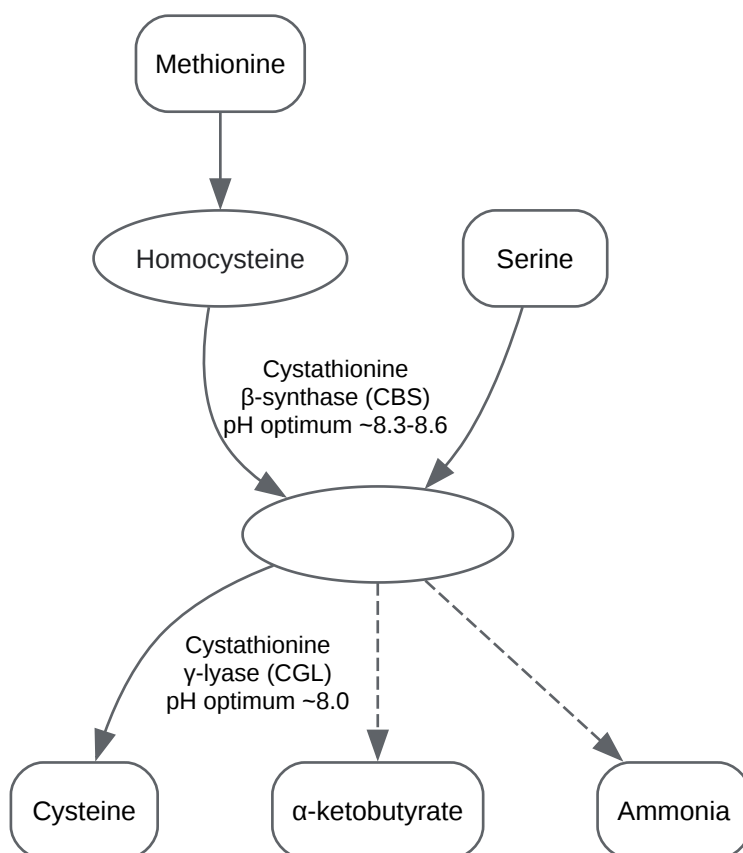 Methionine
Homocysteine
Serine
Cystathionine
β-synthase (CBS)
pH optimum ~8.3-8.6
Cystathionine
γ-lyase (CGL)
pH optimum ~8.0
Cysteine
α-ketobutyrate
Ammonia